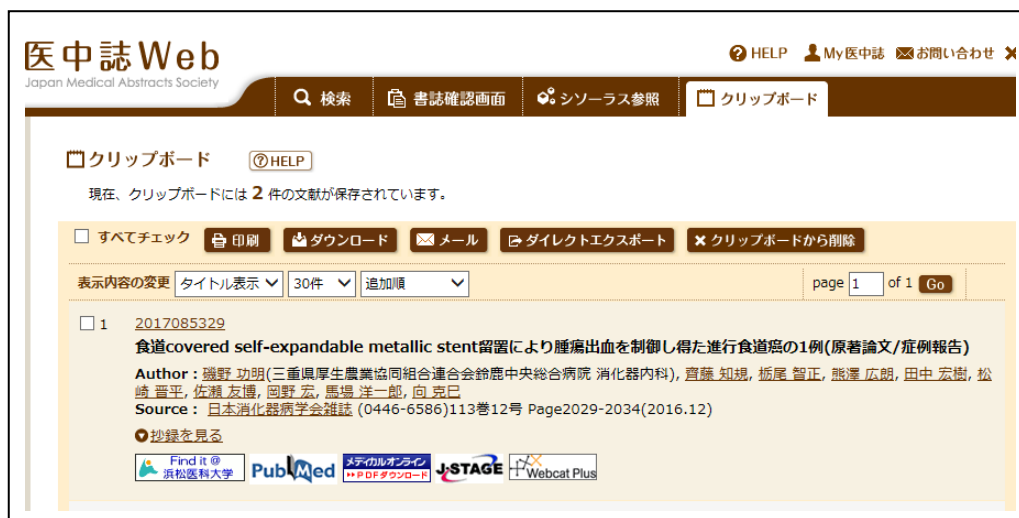 医中誌Web
Japan Medical Abstracts Society
HELP My医中誌 お問い合わせ
検索 書誌確認画面 シソーラス参照 クリップボード
クリップボード HELP
現在、クリップボードには 2 件の文献が保存されています。
すべてチェック 印刷 ダウンロード メール ダイレクトエクスポート クリップボードから削除
表示内容の変更 タイトル表示 30件 追加順 page 1 of 1 Go
1 2017085329
食道covered self-expandable metallic stent留置により腫瘍出血を制御し得た進行食道癌の1例(原著論文/症例報告)
Author : 磯野 功明(三重県厚生農業協同組合連合会鈴鹿中央総合病院 消化器内科), 齊藤 知規, 栃尾 智正, 熊澤 広朗, 田中 宏樹, 松
崎 晋平, 佐瀬 友博, 岡野 宏, 馬場 洋一郎, 向 克巳
Source : 日本消化器病学会雑誌 (0446-6586)113巻12号 Page2029-2034(2016.12)
抄録を見る
Find it @
浜松医科大学
PubMed
メディカルオンライン
PDFダウンロード
J-STAGE
Webcat Plus